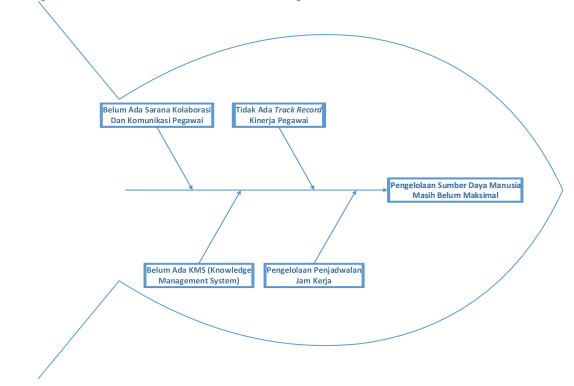 Belum Ada Sarana Kolaborasi
Dan Komunikasi Pegawai
Tidak Ada Track Record
Kinerja Pegawai
Pengelolaan Sumber Daya Manusia
Masih Belum Maksimal
Belum Ada KMS (Knowledge
Management System)
Pengelolaan Penjadwalan
Jam Kerja